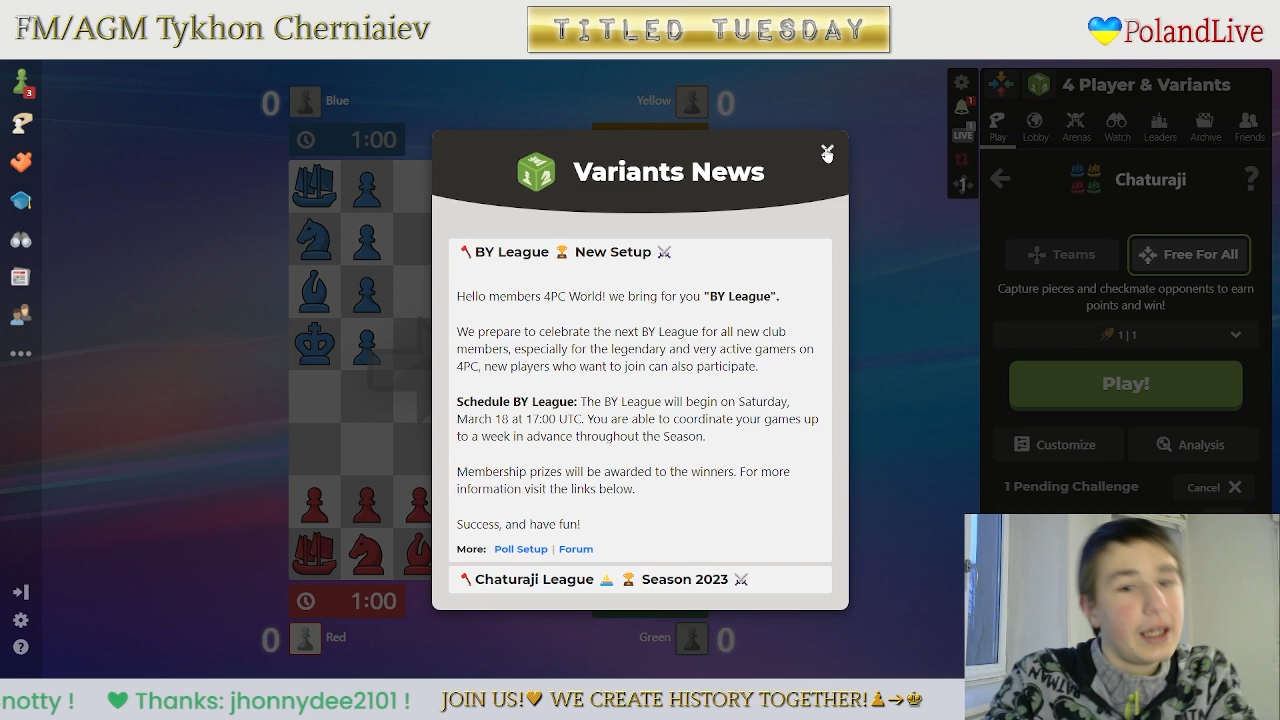 FM/AGM Tykhon Cherniaiev
TITLED TUESDAY
PolandLive
3
0 Blue
Yellow 0
1:00
1
LIVE
1
4 Player & Variants
Play Lobby Arenas Watch Leaders Archive Friends
Chaturaji ?
Teams
Free For All
Capture pieces and checkmate opponents to earn
points and win!
1|1
Play!
Customize
Analysis
1 Pending Challenge
Cancel
Variants News
BY League New Setup
Hello members 4PC World! we bring for you "BY League".
We prepare to celebrate the next BY League for all new club
members, especially for the legendary and very active gamers on
4PC, new players who want to join can also participate.
Schedule BY League: The BY League will begin on Saturday,
March 18 at 17:00 UTC. You are able to coordinate your games up
to a week in advance throughout the Season.
Membership prizes will be awarded to the winners. For more
information visit the links below.
Success, and have fun!
More: Poll Setup | Forum
Chaturaji League Season 2023
1:00
0 Red
Green 0
BATMAN
notty ! Thanks: jhonnydee2101 !
JOIN US! WE CREATE HISTORY TOGETHER!